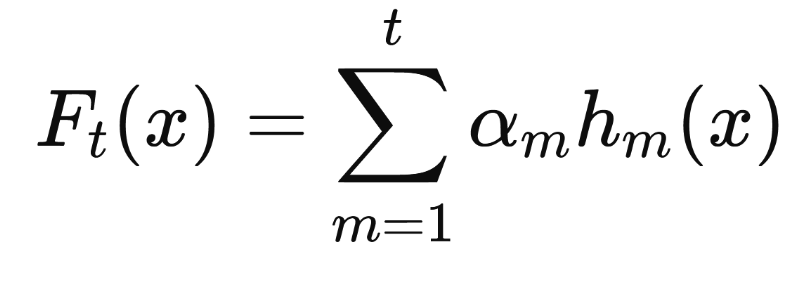 $F_t(x) = \sum_{m=1}^{t} \alpha_m h_m(x)$